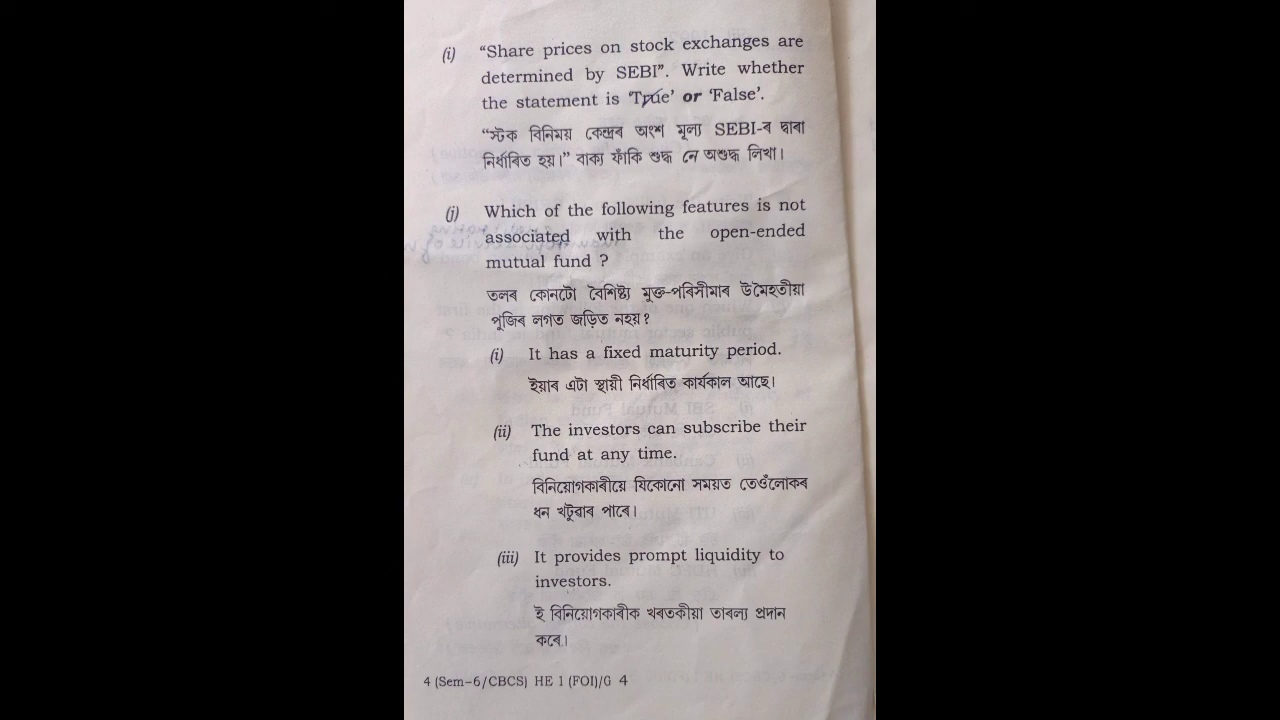 (i) “Share prices on stock exchanges are
determined by SEBI”. Write whether
the statement is ‘True’ or ‘False’.
“স্টক বিনিময় কেন্দ্ৰৰ অংশ মূল্য SEBI-ৰ দ্বাৰা
নিৰ্ধাৰিত হয়।” বাক্য ফাঁকি শুদ্ধ নে অশুদ্ধ লিখা।
(j) Which of the following features is not
associated with the open-ended
mutual fund ?
তলৰ কোনটো বৈশিষ্ট্য মুক্ত-পৰিসীমাৰ উমৈহতীয়া
পুজিৰ লগত জড়িত নহয় ?
(i) It has a fixed maturity period.
ইয়াৰ এটা স্থায়ী নিৰ্ধাৰিত কাৰ্যকাল আছে।
(ii) The investors can subscribe their
fund at any time.
বিনিয়োগকাৰীয়ে যিকোনো সময়ত তেওঁলোকৰ
ধন খটুৱাব পাৰে।
(iii) It provides prompt liquidity to
investors.
ই বিনিয়োগকাৰীক খৰতকীয়া তাৰল্য প্ৰদান
কৰে।
4 (Sem-6/CBCS) HE 1 (FOI)/G 4